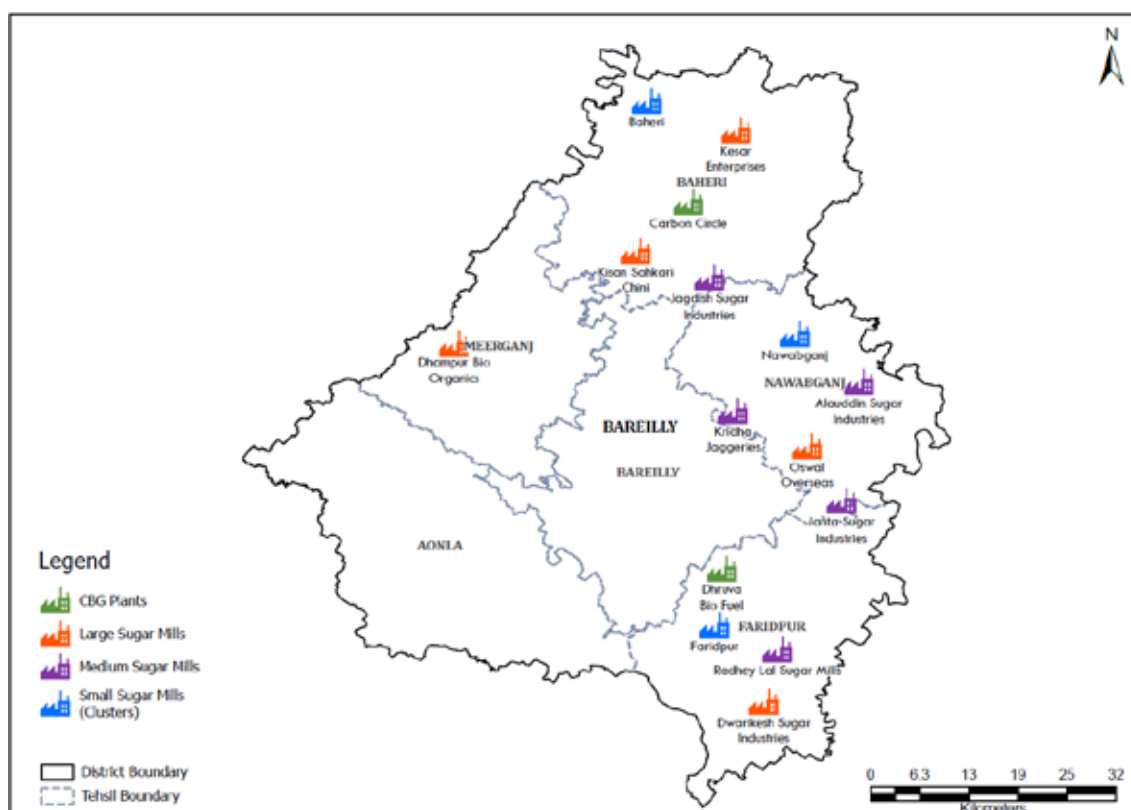 N
Baheri
Kesar
Enterprises
BAHERI
Carbon Circle
Kisan Sahkari
Chini
Jagdish Sugar
Industries
MEERGANJ
Dhampur Bio
Organics
Nawabganj
NAWABGANJ
Alauddin Sugar
Industries
BAREILLY
Kridha
Jaggeries
BAREILLY
Oswal
Overseas
Janta-Sugar
Industries
AONLA
Dhruva
Bio Fuel
FARIDPUR
Faridpur
Radhey Lal Sugar Mills
Dwarikesh Sugar
Industries
Legend
CBG Plants
Large Sugar Mills
Medium Sugar Mills
Small Sugar Mills
(Clusters)
District Boundary
Tehsil Boundary
0 6.3 13 19 25 32
Kilometers